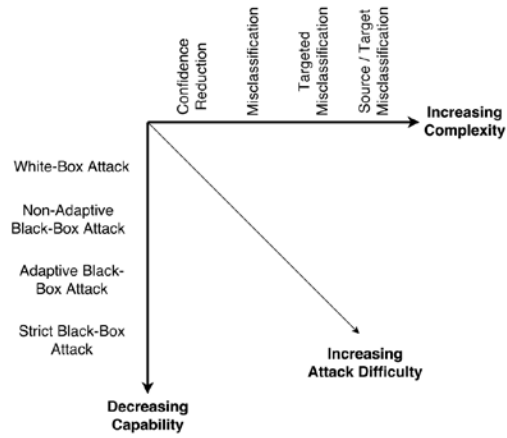 Confidence
Reduction
Misclassification
Targeted
Misclassification
Source / Target
Misclassification
Increasing
Complexity
White-Box Attack
Non-Adaptive
Black-Box Attack
Adaptive Black-
Box Attack
Strict Black-Box
Attack
Increasing
Attack Difficulty
Decreasing
Capability